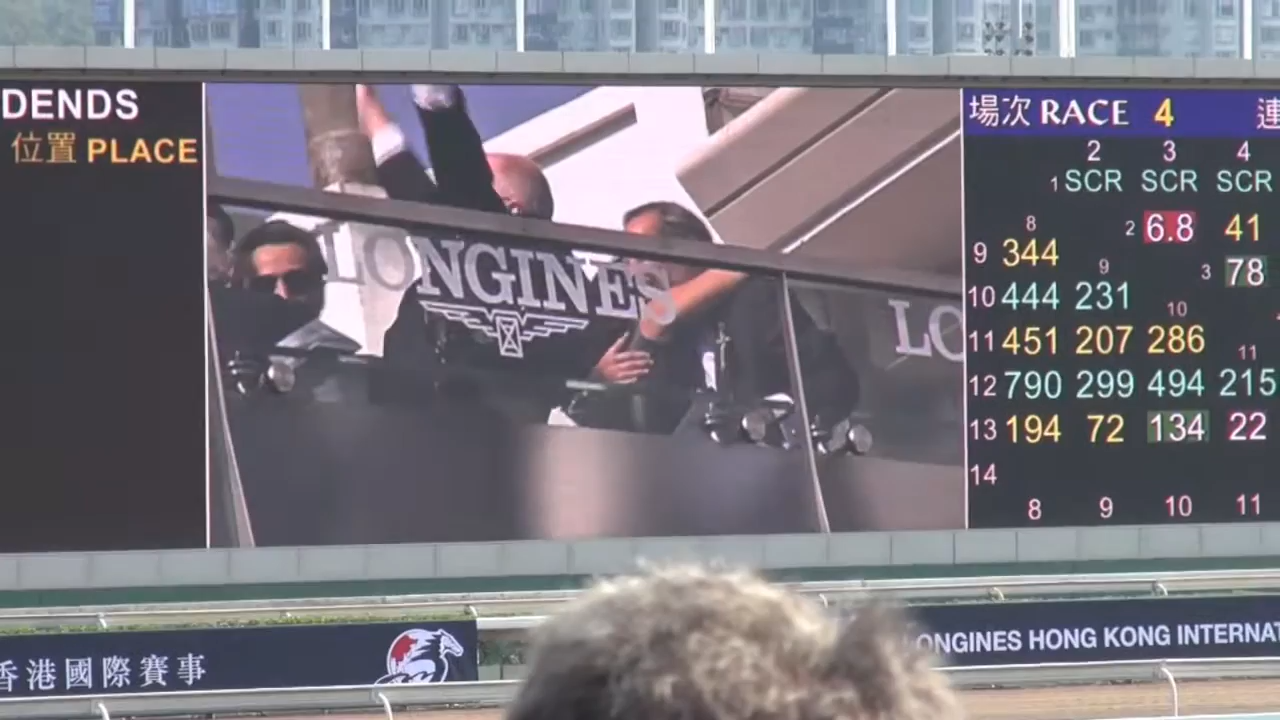 DENDS
位置 PLACE
LONGINES
LO
場次 RACE 4 連
2 3 4
1 SCR SCR SCR
8 2 6.8 41
9 344 9 3 78
10 444 231 10
11 451 207 286 11
12 790 299 494 215
13 194 72 134 22
14
8 9 10 11
香港國際賽事
LONGINES HONG KONG INTERNAT